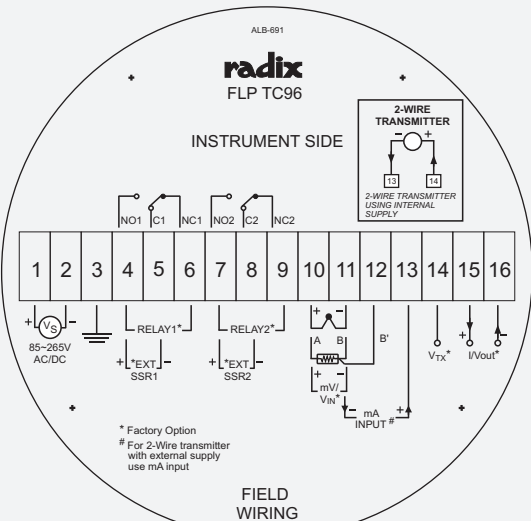 ALB-691
radix
FLP TC96
INSTRUMENT SIDE
2-WIRE
TRANSMITTER
- +
13 14
2-WIRE TRANSMITTER
USING INTERNAL
SUPPLY
NO1 C1 NC1 NO2 C2 NC2
1 2 3 4 5 6 7 8 9 10 11 12 13 14 15 16
+ VS -
85~265V
AC/DC
RELAY1*
+ *EXT -
SSR1
RELAY2*
+ *EXT -
SSR2
+ -
A B B'
+ -
mV/
VIN*
- mA +
INPUT #
VTX*
+ -
I/Vout*
* Factory Option
# For 2-Wire transmitter
with external supply
use mA input
FIELD
WIRING